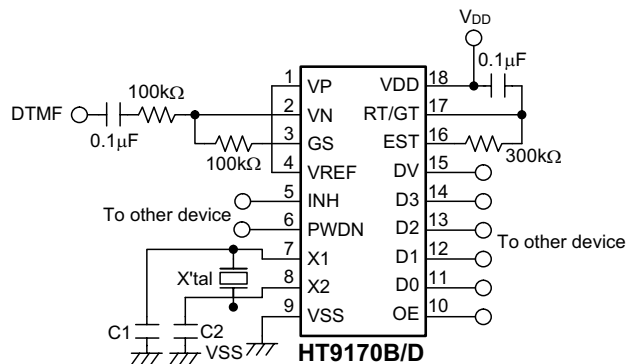 VDD
0.1μF
DTMF
0.1μF
100kΩ
100kΩ
1 VP VDD 18
2 VN RT/GT 17
3 GS EST 16
300kΩ
4 VREF DV 15
5 INH D3 14
To other device
6 PWDN D2 13
To other device
7 X1 D1 12
X'tal
8 X2 D0 11
9 VSS OE 10
C1
C2
VSS
HT9170B/D